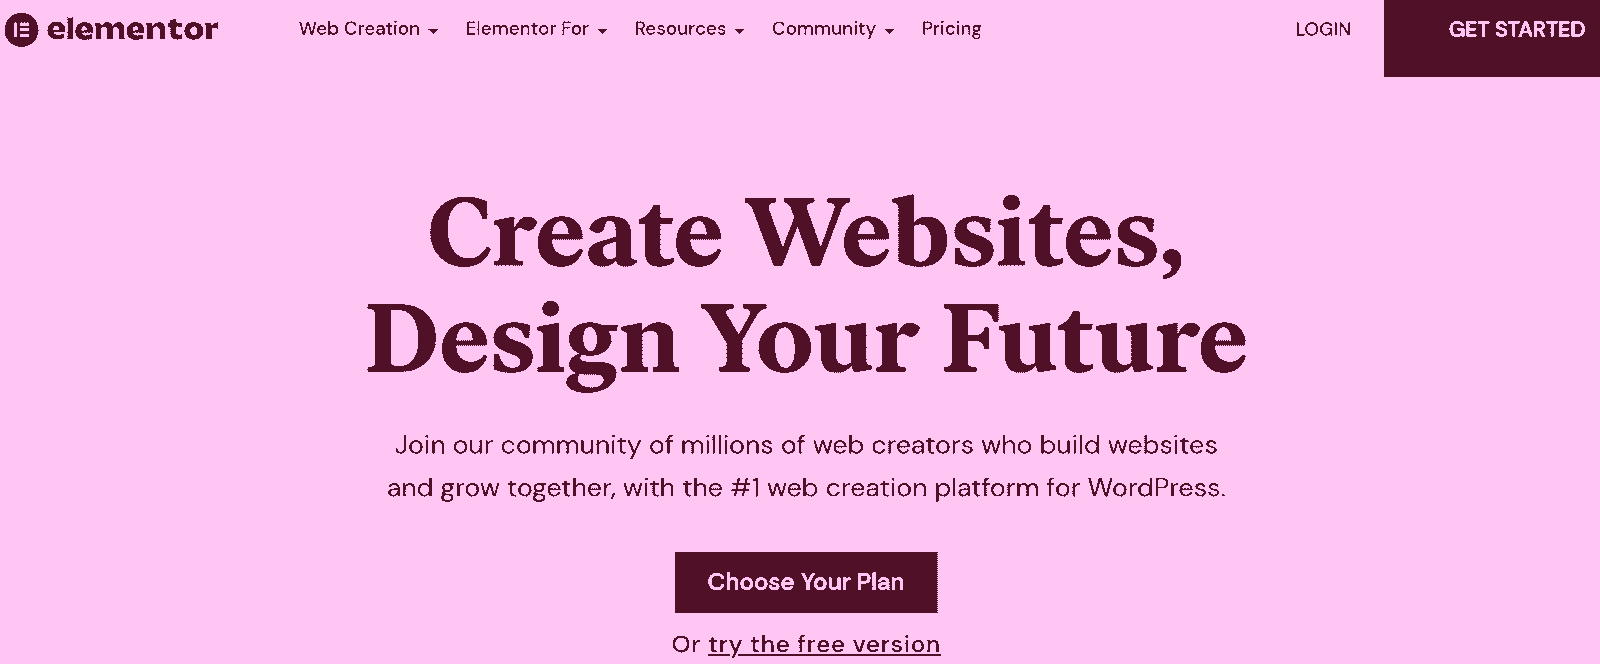 elementor
Web Creation Elementor For Resources Community Pricing LOGIN GET STARTED
Create Websites,
Design Your Future
Join our community of millions of web creators who build websites
and grow together, with the #1 web creation platform for WordPress.
Choose Your Plan
Or try the free version